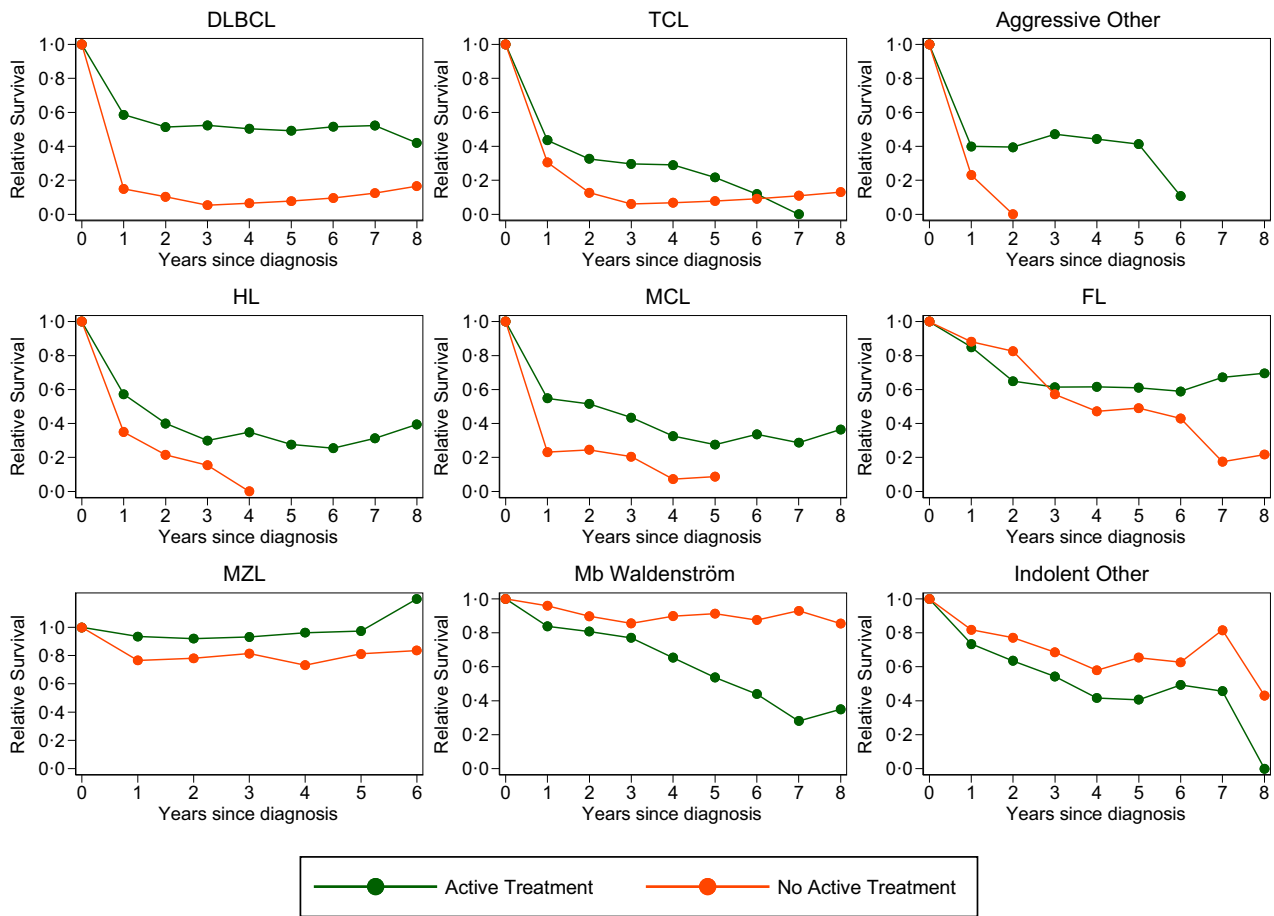 DLBCL
Relative Survival
1·0
0·8
0·6
0·4
0·2
0·0
0 1 2 3 4 5 6 7 8
Years since diagnosis
TCL
Relative Survival
1·0
0·8
0·6
0·4
0·2
0·0
0 1 2 3 4 5 6 7 8
Years since diagnosis
Aggressive Other
Relative Survival
1·0
0·8
0·6
0·4
0·2
0·0
0 1 2 3 4 5 6 7 8
Years since diagnosis
HL
Relative Survival
1·0
0·8
0·6
0·4
0·2
0·0
0 1 2 3 4 5 6 7 8
Years since diagnosis
MCL
Relative Survival
1·0
0·8
0·6
0·4
0·2
0·0
0 1 2 3 4 5 6 7 8
Years since diagnosis
FL
Relative Survival
1·0
0·8
0·6
0·4
0·2
0·0
0 1 2 3 4 5 6 7 8
Years since diagnosis
MZL
Relative Survival
1·0
0·8
0·6
0·4
0·2
0·0
0 1 2 3 4 5 6
Years since diagnosis
Mb Waldenström
Relative Survival
1·0
0·8
0·6
0·4
0·2
0·0
0 1 2 3 4 5 6 7 8
Years since diagnosis
Indolent Other
Relative Survival
1·0
0·8
0·6
0·4
0·2
0·0
0 1 2 3 4 5 6 7 8
Years since diagnosis
Active Treatment No Active Treatment